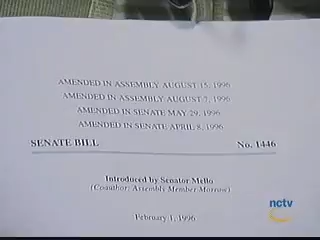 AMENDED IN ASSEMBLY AUGUST 15, 1996
AMENDED IN ASSEMBLY AUGUST 7, 1996
AMENDED IN SENATE MAY 29, 1996
AMENDED IN SENATE APRIL 8, 1996
SENATE BILL No. 1446
Introduced by Senator Mello
(Coauthor: Assembly Member Morrow)
February 1, 1996
nctv